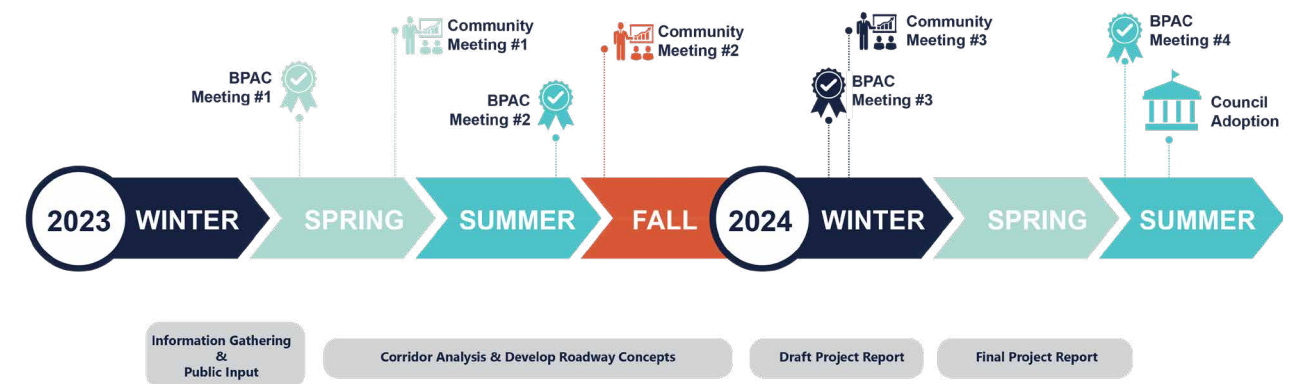 Community
Meeting #1
BPAC
Meeting #1
BPAC
Meeting #2
Community
Meeting #2
Community
Meeting #3
BPAC
Meeting #3
BPAC
Meeting #4
Council
Adoption
2023 WINTER SPRING SUMMER FALL 2024 WINTER SPRING SUMMER
Information Gathering
&
Public Input
Corridor Analysis & Develop Roadway Concepts
Draft Project Report
Final Project Report